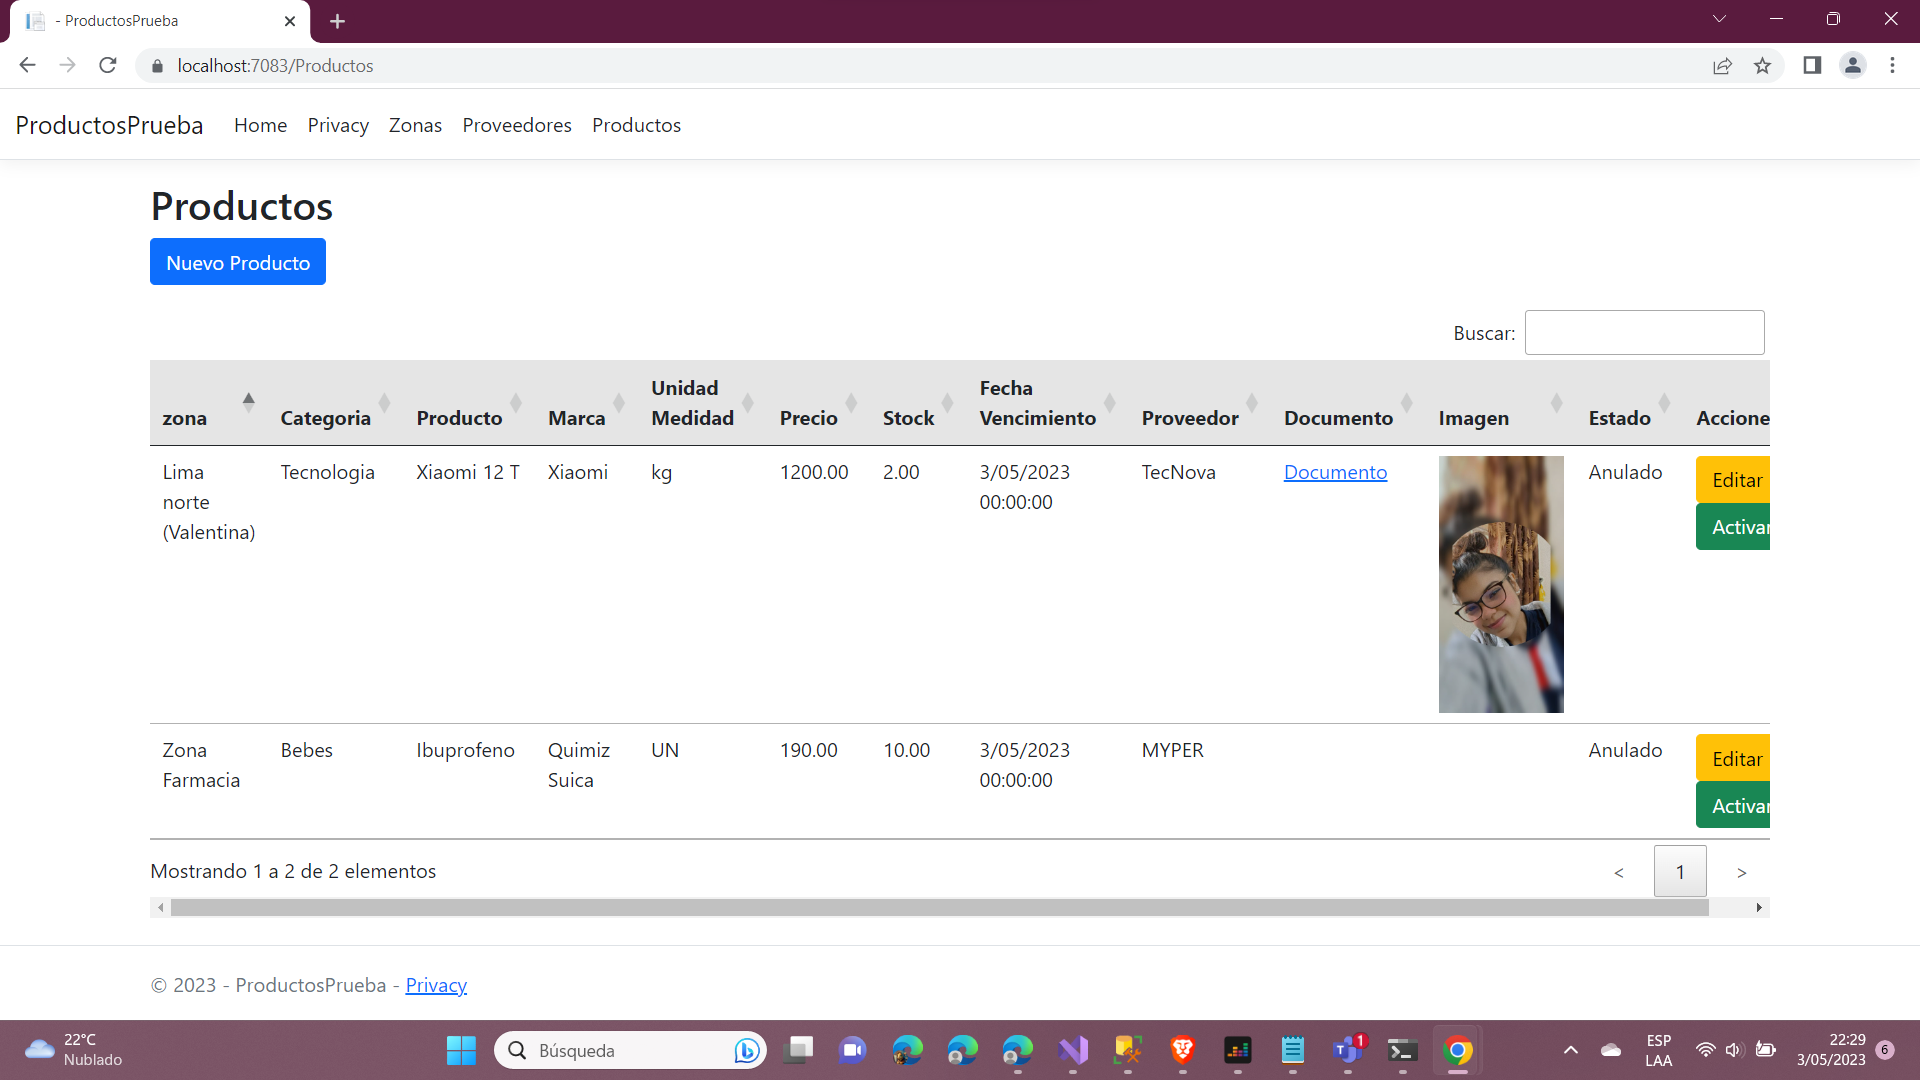 - ProductosPrueba
localhost:7083/Productos
ProductosPrueba Home Privacy Zonas Proveedores Productos
Productos
Nuevo Producto
Buscar:
zona Categoria Producto Marca Unidad Medidad Precio Stock Fecha Vencimiento Proveedor Documento Imagen Estado Accione
Lima norte (Valentina) Tecnologia Xiaomi 12 T Xiaomi kg 1200.00 2.00 3/05/2023 00:00:00 TecNova Documento Anulado Editar
Activar
Zona Farmacia Bebes Ibuprofeno Quimiz Suica UN 190.00 10.00 3/05/2023 00:00:00 MYPER Anulado Editar
Activar
Mostrando 1 a 2 de 2 elementos < 1 >
© 2023 - ProductosPrueba - Privacy
22°C
Nublado
Búsqueda
1
ESP
LAA
22:29
3/05/2023
6